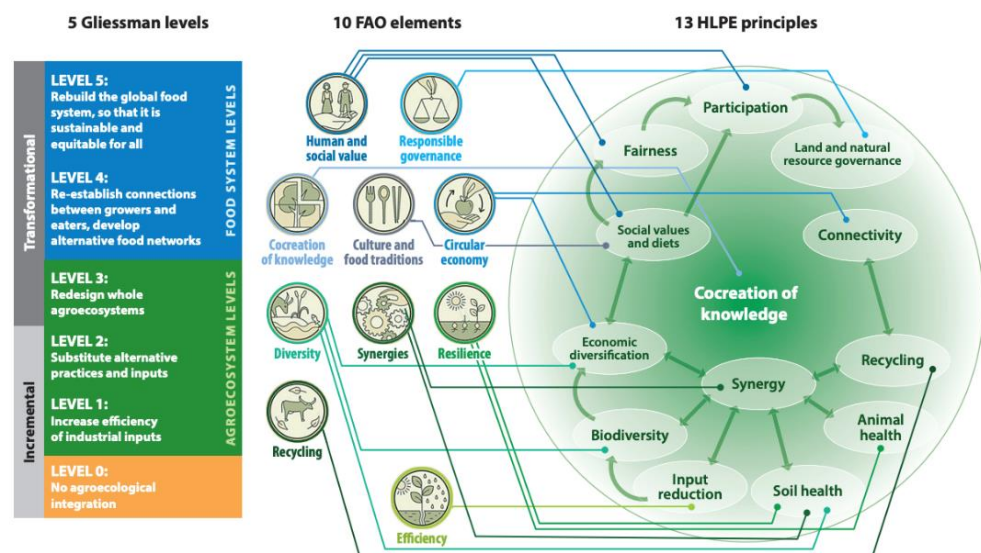 5 Gliessman levels
10 FAO elements
13 HLPE principles
Transformational
Incremental
LEVEL 5:
Rebuild the global food
system, so that it is
sustainable and
equitable for all
LEVEL 4:
Re-establish connections
between growers and
eaters, develop
alternative food networks
FOOD SYSTEM LEVELS
LEVEL 3:
Redesign whole
agroecosystems
LEVEL 2:
Substitute alternative
practices and inputs
LEVEL 1:
Increase efficiency
of industrial inputs
AGROECOSYSTEM LEVELS
LEVEL 0:
No agroecological
integration
Human and
social value
Responsible
governance
Cocreation
of knowledge
Culture and
food traditions
Circular
economy
Diversity
Synergies
Resilience
Recycling
Efficiency
Participation
Fairness
Land and natural
resource governance
Social values
and diets
Connectivity
Cocreation of
knowledge
Economic
diversification
Synergy
Recycling
Biodiversity
Animal
health
Input
reduction
Soil health